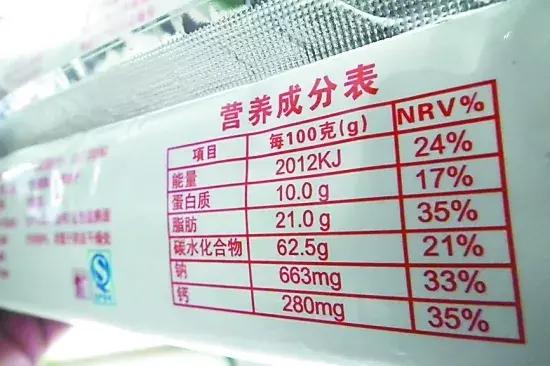 营养成分表
項目 每100克(g) NRV%
能量 2012KJ 24%
蛋白质 10.0 g 17%
脂肪 21.0 g 35%
碳水化合物 62.5g 21%
钠 663mg 33%
钙 280mg 35%